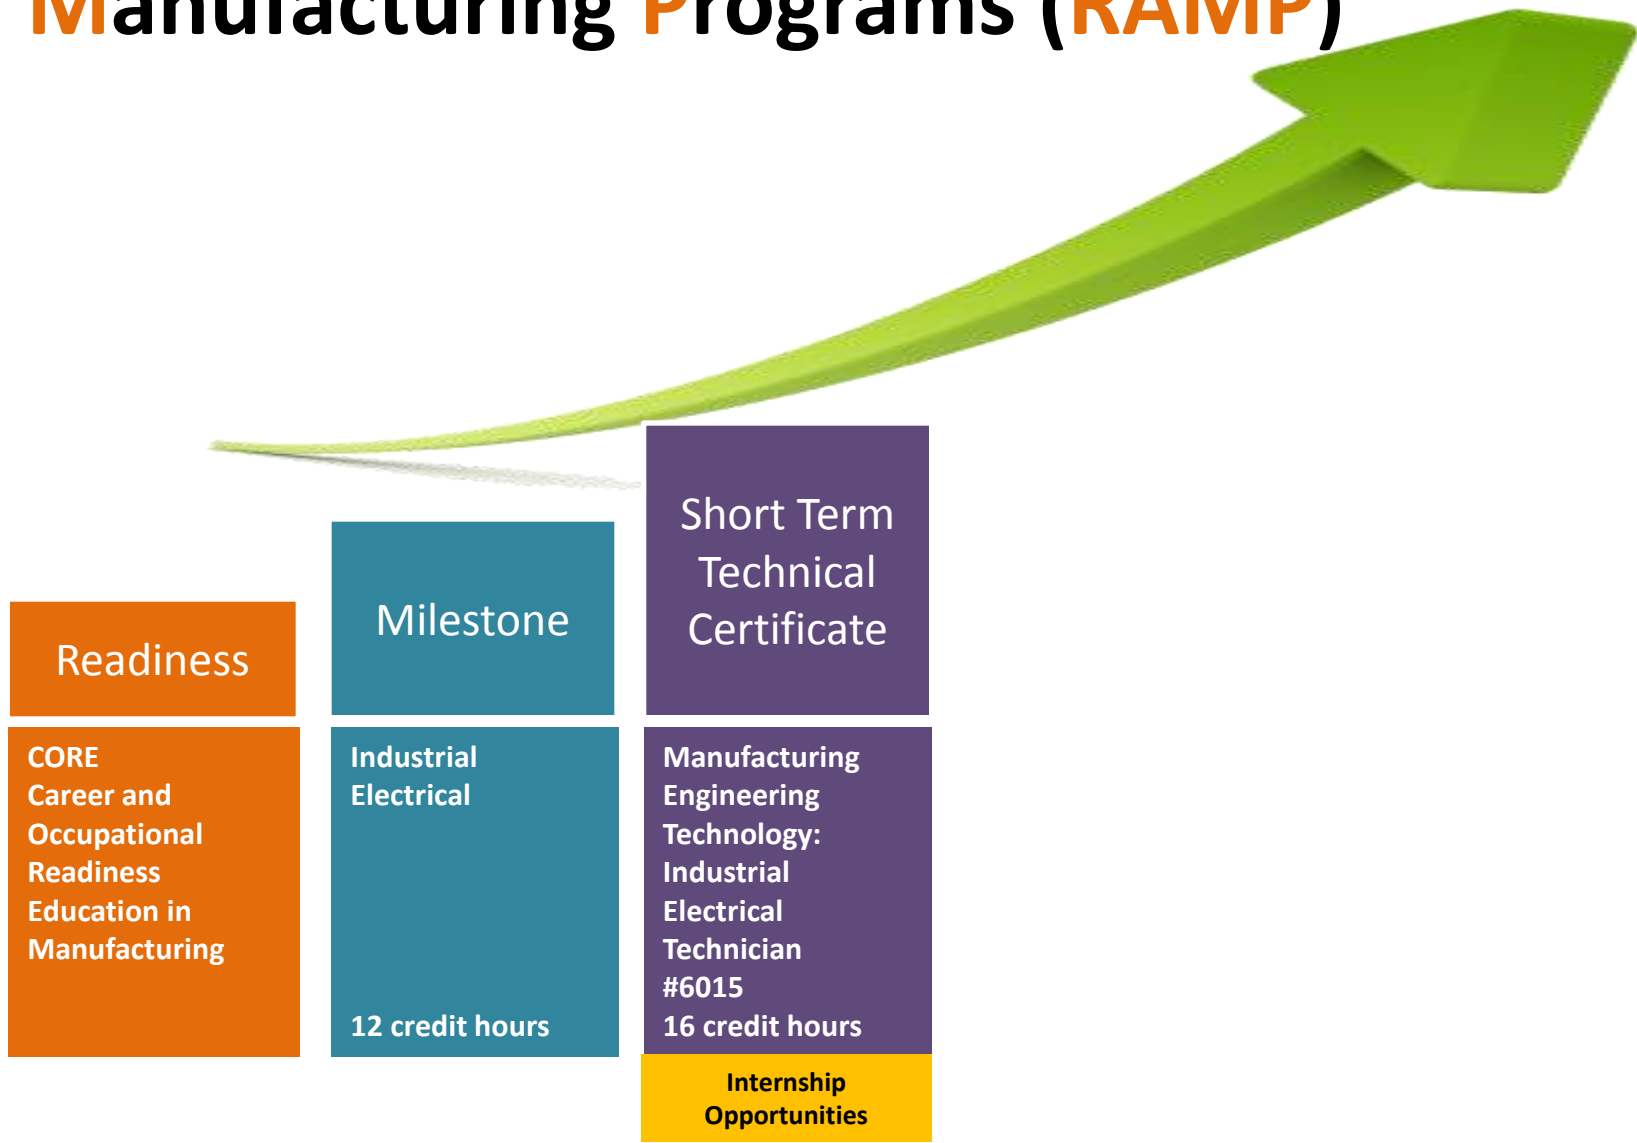 Manufacturing Programs (RAMP)
Short Term
Technical
Certificate
Milestone
Readiness
CORE
Career and
Occupational
Readiness
Education in
Manufacturing
Industrial
Electrical
12 credit hours
Manufacturing
Engineering
Technology:
Industrial
Electrical
Technician
#6015
16 credit hours
Internship
Opportunities